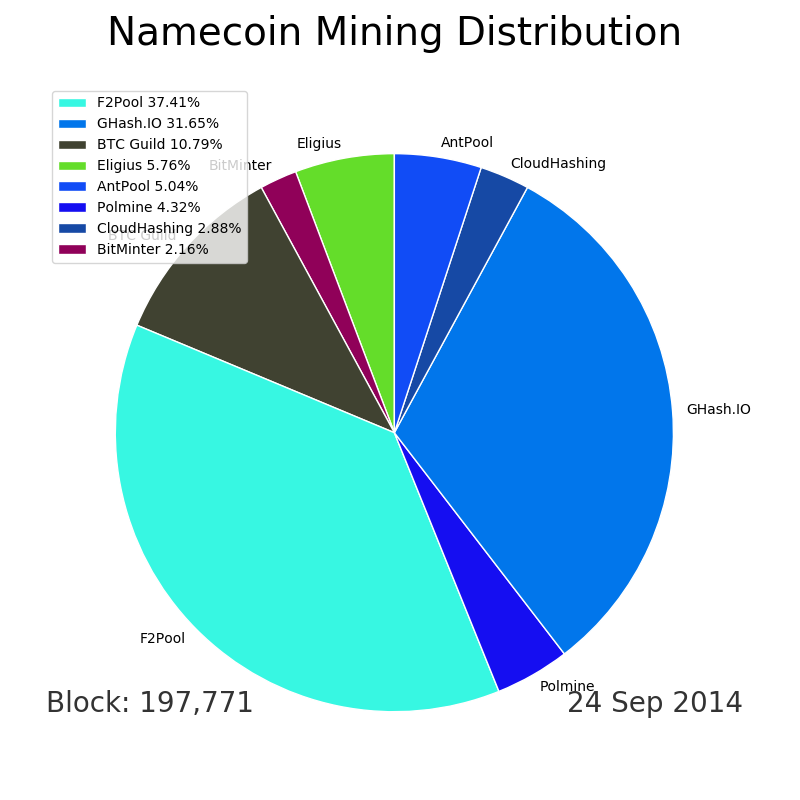 Namecoin Mining Distribution
F2Pool 37.41%
GHash.IO 31.65%
BTC Guild 10.79%
Eligius 5.76%
AntPool 5.04%
Polmine 4.32%
CloudHashing 2.88%
BitMinter 2.16%
Eligius
AntPool
BitMinter
CloudHashing
BTC Guild
GHash.IO
F2Pool
Polmine
Block: 197,771
24 Sep 2014